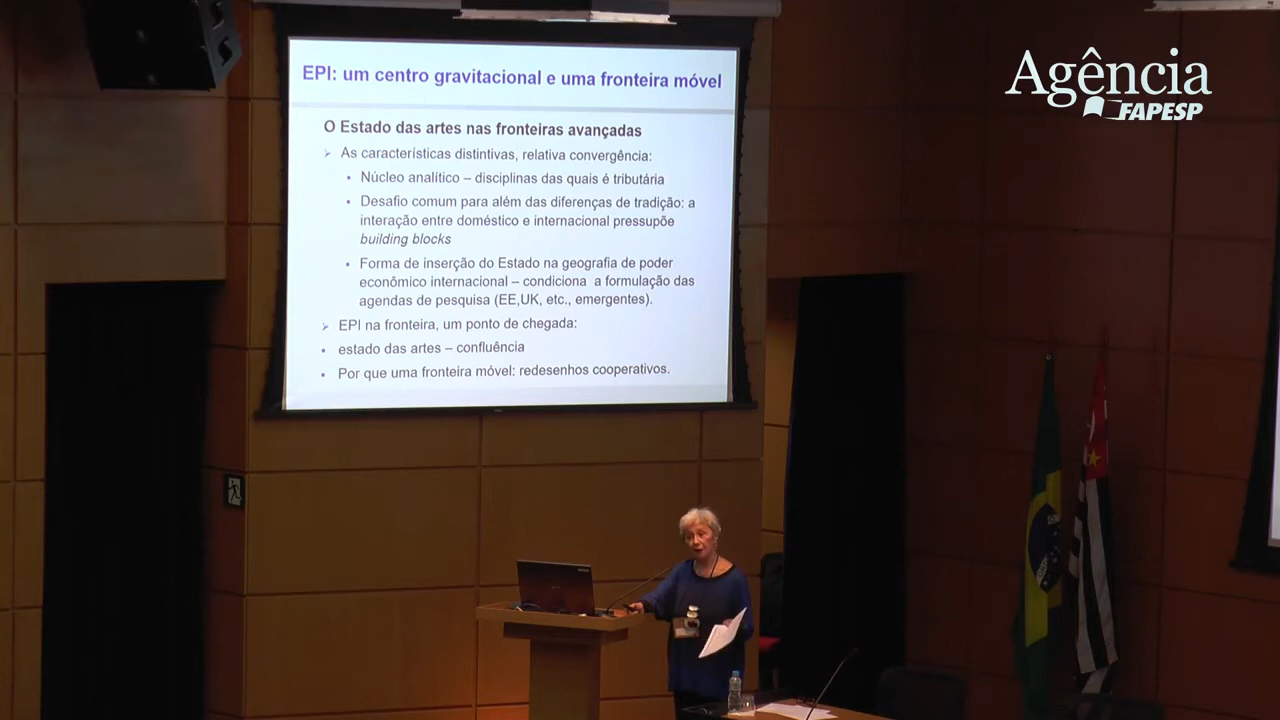 EPI: um centro gravitacional e uma fronteira móvel
O Estado das artes nas fronteiras avançadas
As características distintivas, relativa convergência:
Núcleo analítico – disciplinas das quais é tributária
Desafio comum para além das diferenças de tradição: a
interação entre doméstico e internacional pressupõe
building blocks
Forma de inserção do Estado na geografia de poder
econômico internacional – condiciona a formulação das
agendas de pesquisa (EE,UK, etc., emergentes).
EPI na fronteira, um ponto de chegada:
estado das artes – confluência
Por que uma fronteira móvel: redesenhos cooperativos.
Agência
FAPESP